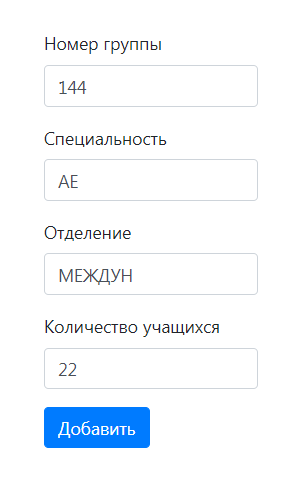 Номер группы
144
Специальность
АЕ
Отделение
МЕЖДУН
Количество учащихся
22
Добавить